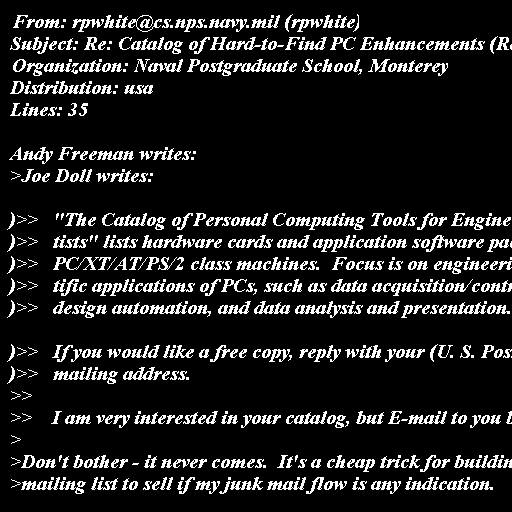 From: rpwhite@cs.nps.navy.mil (rpwhite)
Subject: Re: Catalog of Hard-to-Find PC Enhancements (R
Organization: Naval Postgraduate School, Monterey
Distribution: usa
Lines: 35

Andy Freeman writes:
>Joe Doll writes:

)>>   "The Catalog of Personal Computing Tools for Engine
)>>   tists" lists hardware cards and application software pa
)>>   PC/XT/AT/PS/2 class machines.  Focus is on engineeri
)>>   tific applications of PCs, such as data acquisition/contr
)>>   design automation, and data analysis and presentation.

)>>   If you would like a free copy, reply with your (U. S. Pos
)>>   mailing address.
>>
>>    I am very interested in your catalog, but E-mail to you b
>
>Don't bother - it never comes.  It's a cheap trick for buildin
>mailing list to sell if my junk mail flow is any indication.